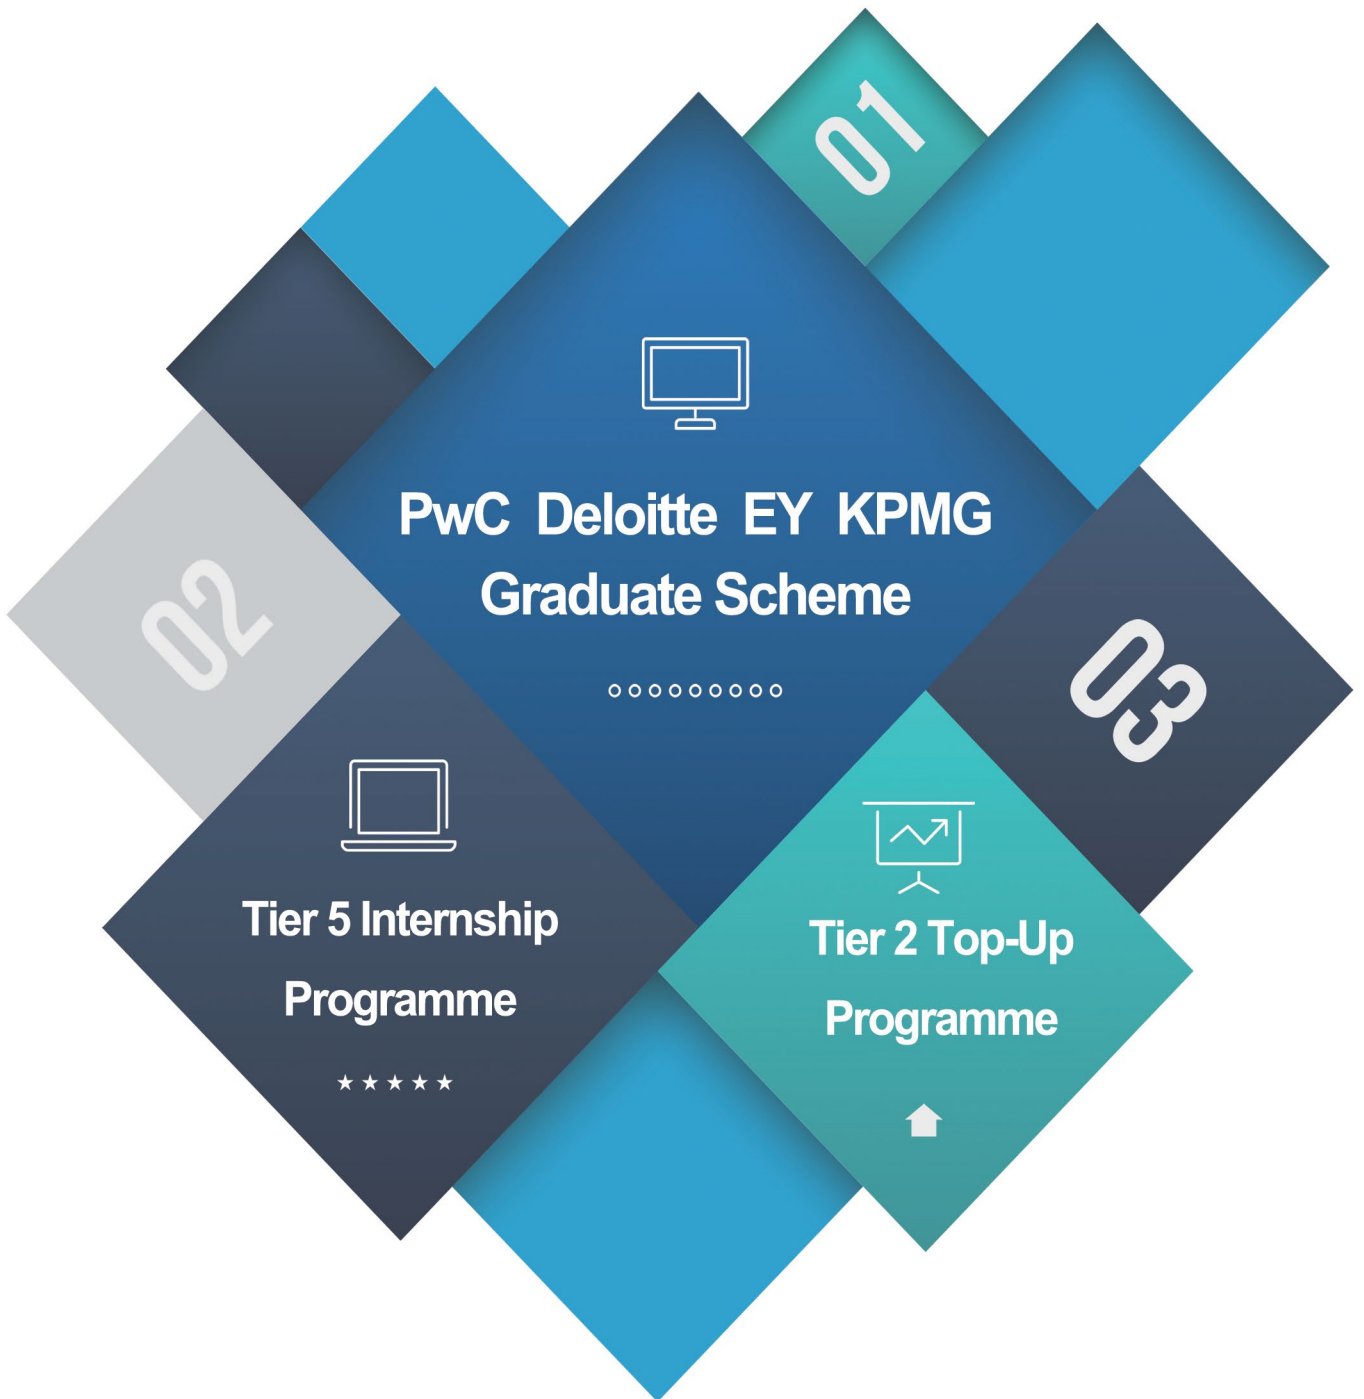 01
PwC Deloitte EY KPMG
Graduate Scheme
02
Tier 5 Internship
Programme
03
Tier 2 Top-Up
Programme